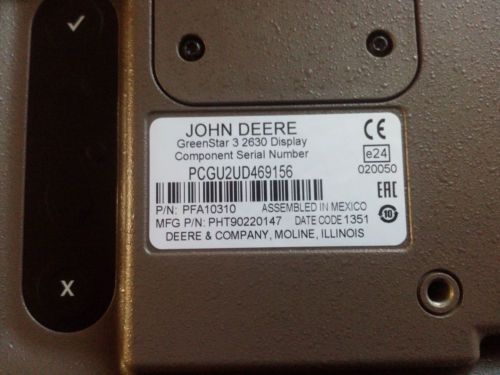 JOHN DEERE
GreenStar 3 2630 Display
Component Serial Number
PCGU2UD469156
P/N: PFA10310 ASSEMBLED IN MEXICO
MFG P/N: PHT90220147 DATE CODE 1351
DEERE & COMPANY, MOLINE, ILLINOIS
CE
e24
020050
EAC
10
X